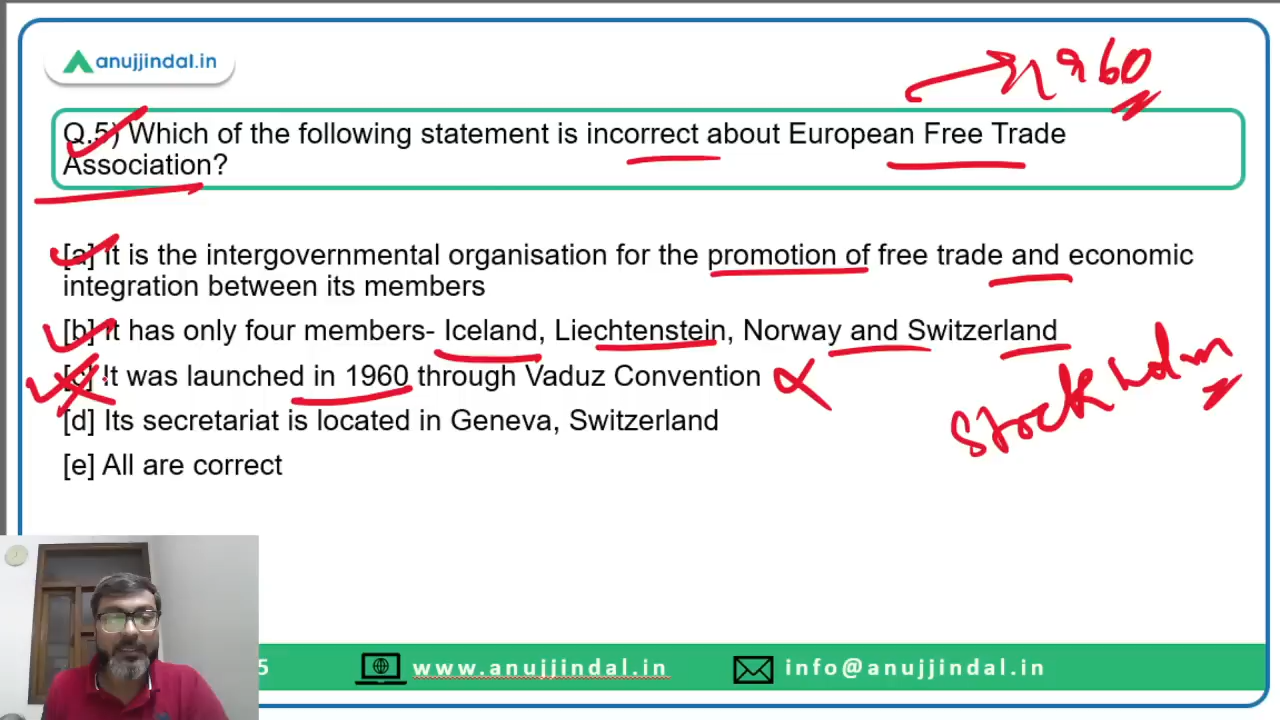 anujjindal.in
1960
Q.5) Which of the following statement is incorrect about European Free Trade
Association?
[a] It is the intergovernmental organisation for the promotion of free trade and economic
integration between its members
[b] It has only four members- Iceland, Liechtenstein, Norway and Switzerland
[c] It was launched in 1960 through Vaduz Convention
Stockholm
[d] Its secretariat is located in Geneva, Switzerland
[e] All are correct
5 www.anujjindal.in info@anujjindal.in